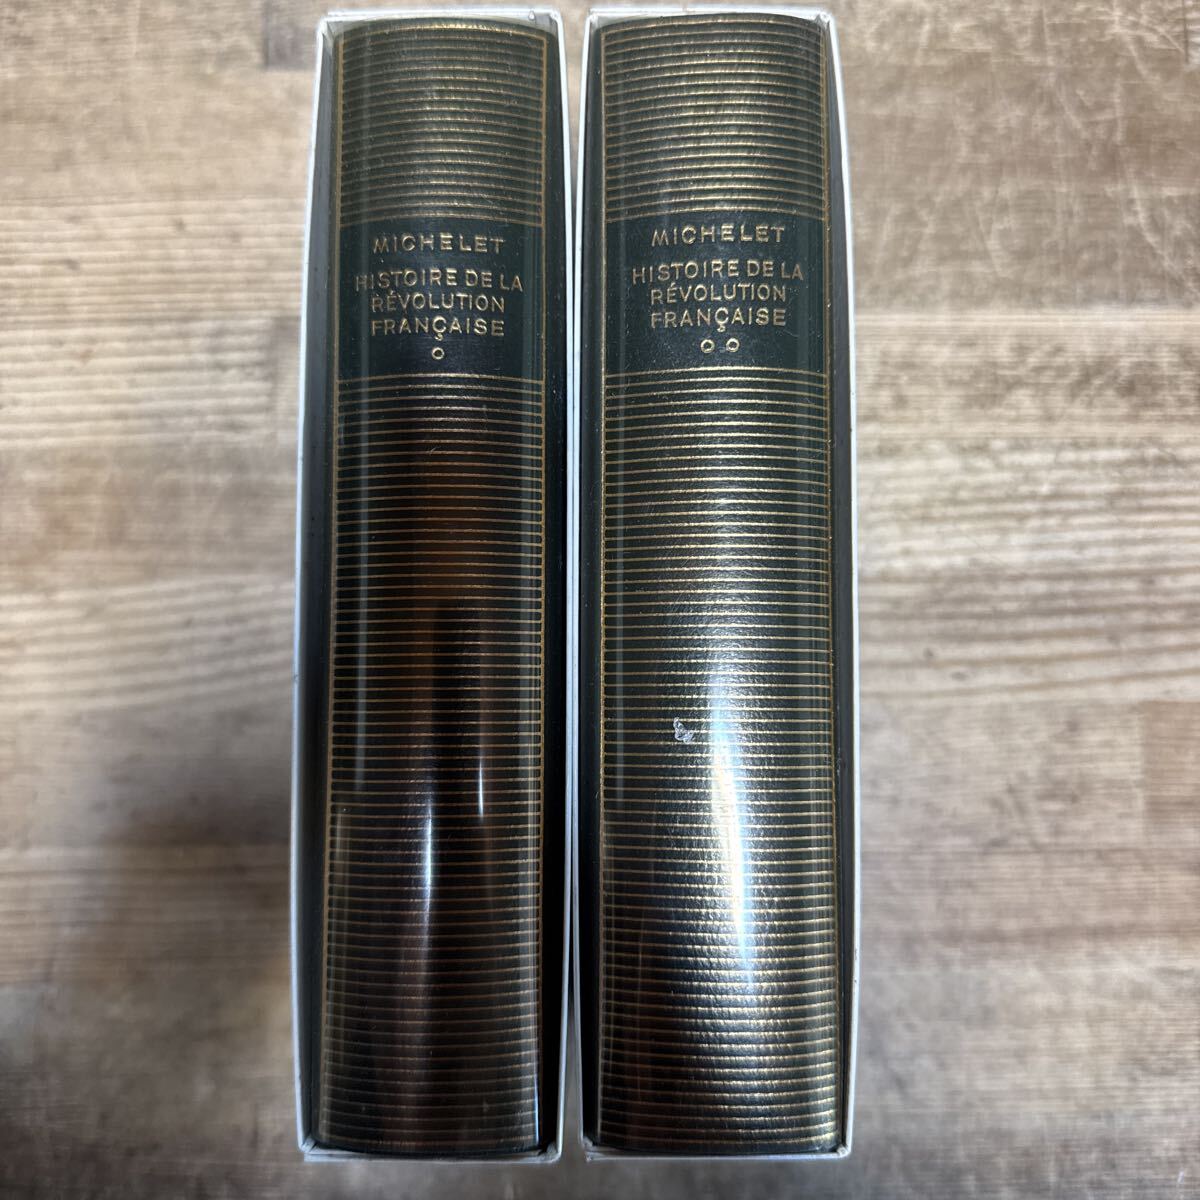 MICHELET
HISTOIRE DE LA
RÉVOLUTION
FRANÇAISE
MICHELET
HISTOIRE DE LA
RÉVOLUTION
FRANÇAISE